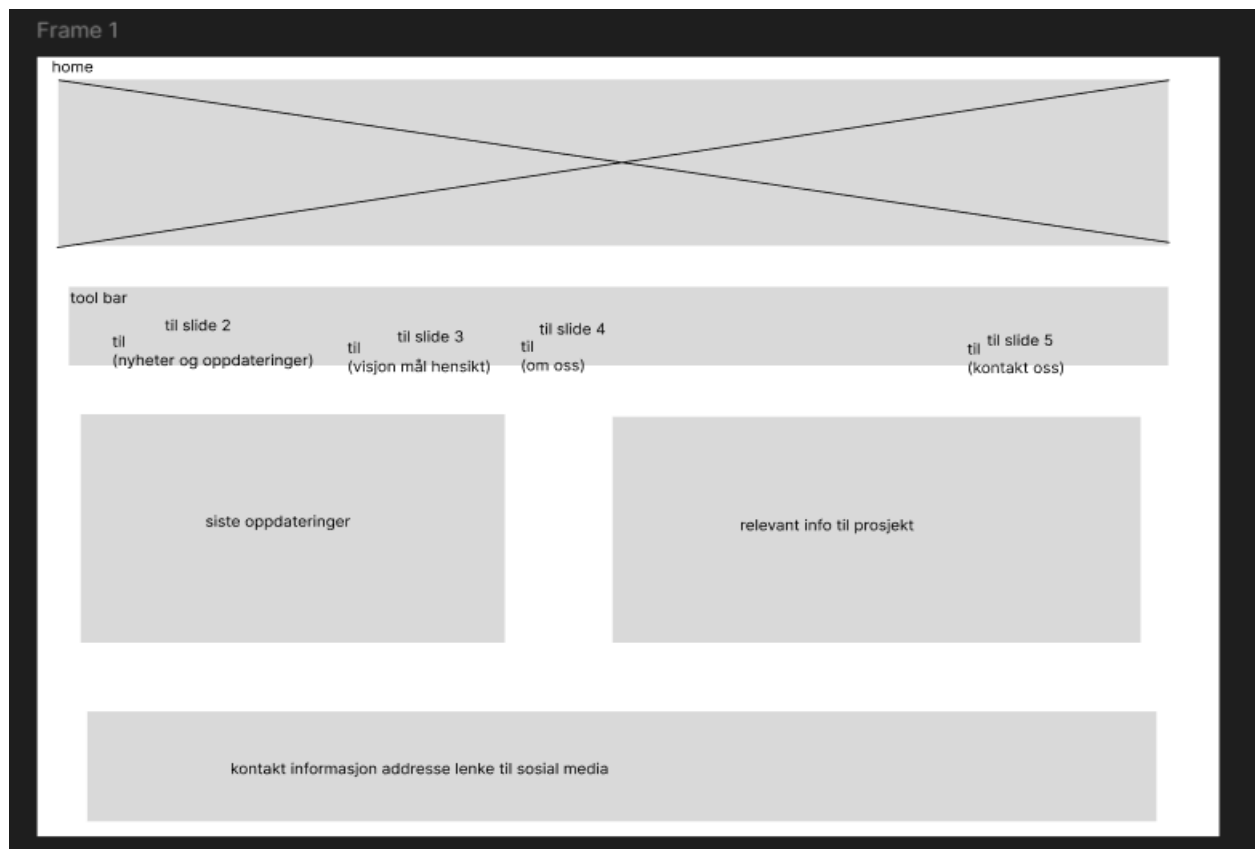 Frame 1
home
tool bar
til slide 2
til
(nyheter og oppdateringer)
til slide 3
til
(visjon mål hensikt)
til slide 4
til
(om oss)
til slide 5
til
(kontakt oss)
siste oppdateringer
relevant info til prosjekt
kontakt informasjon addresse lenke til sosial media